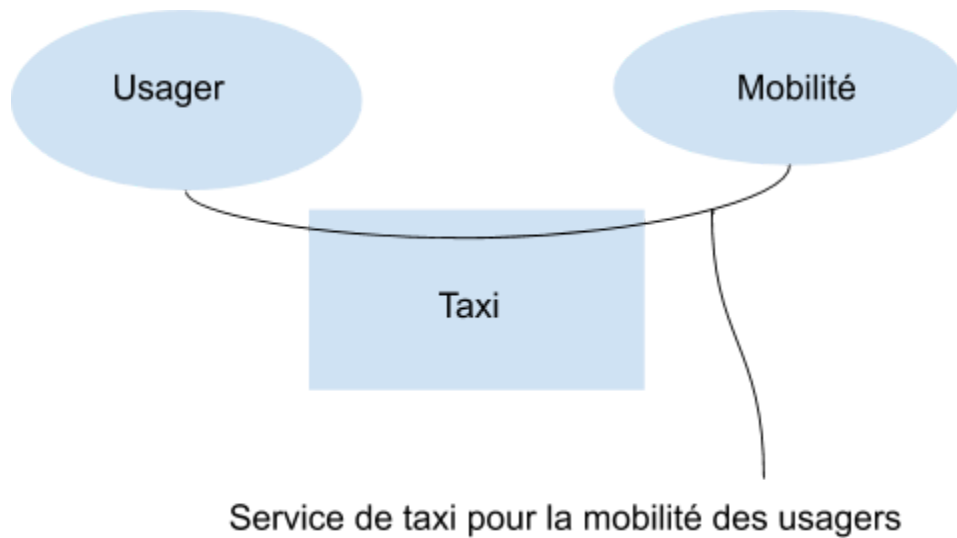 Usager
Mobilité
Taxi
Service de taxi pour la mobilité des usagers